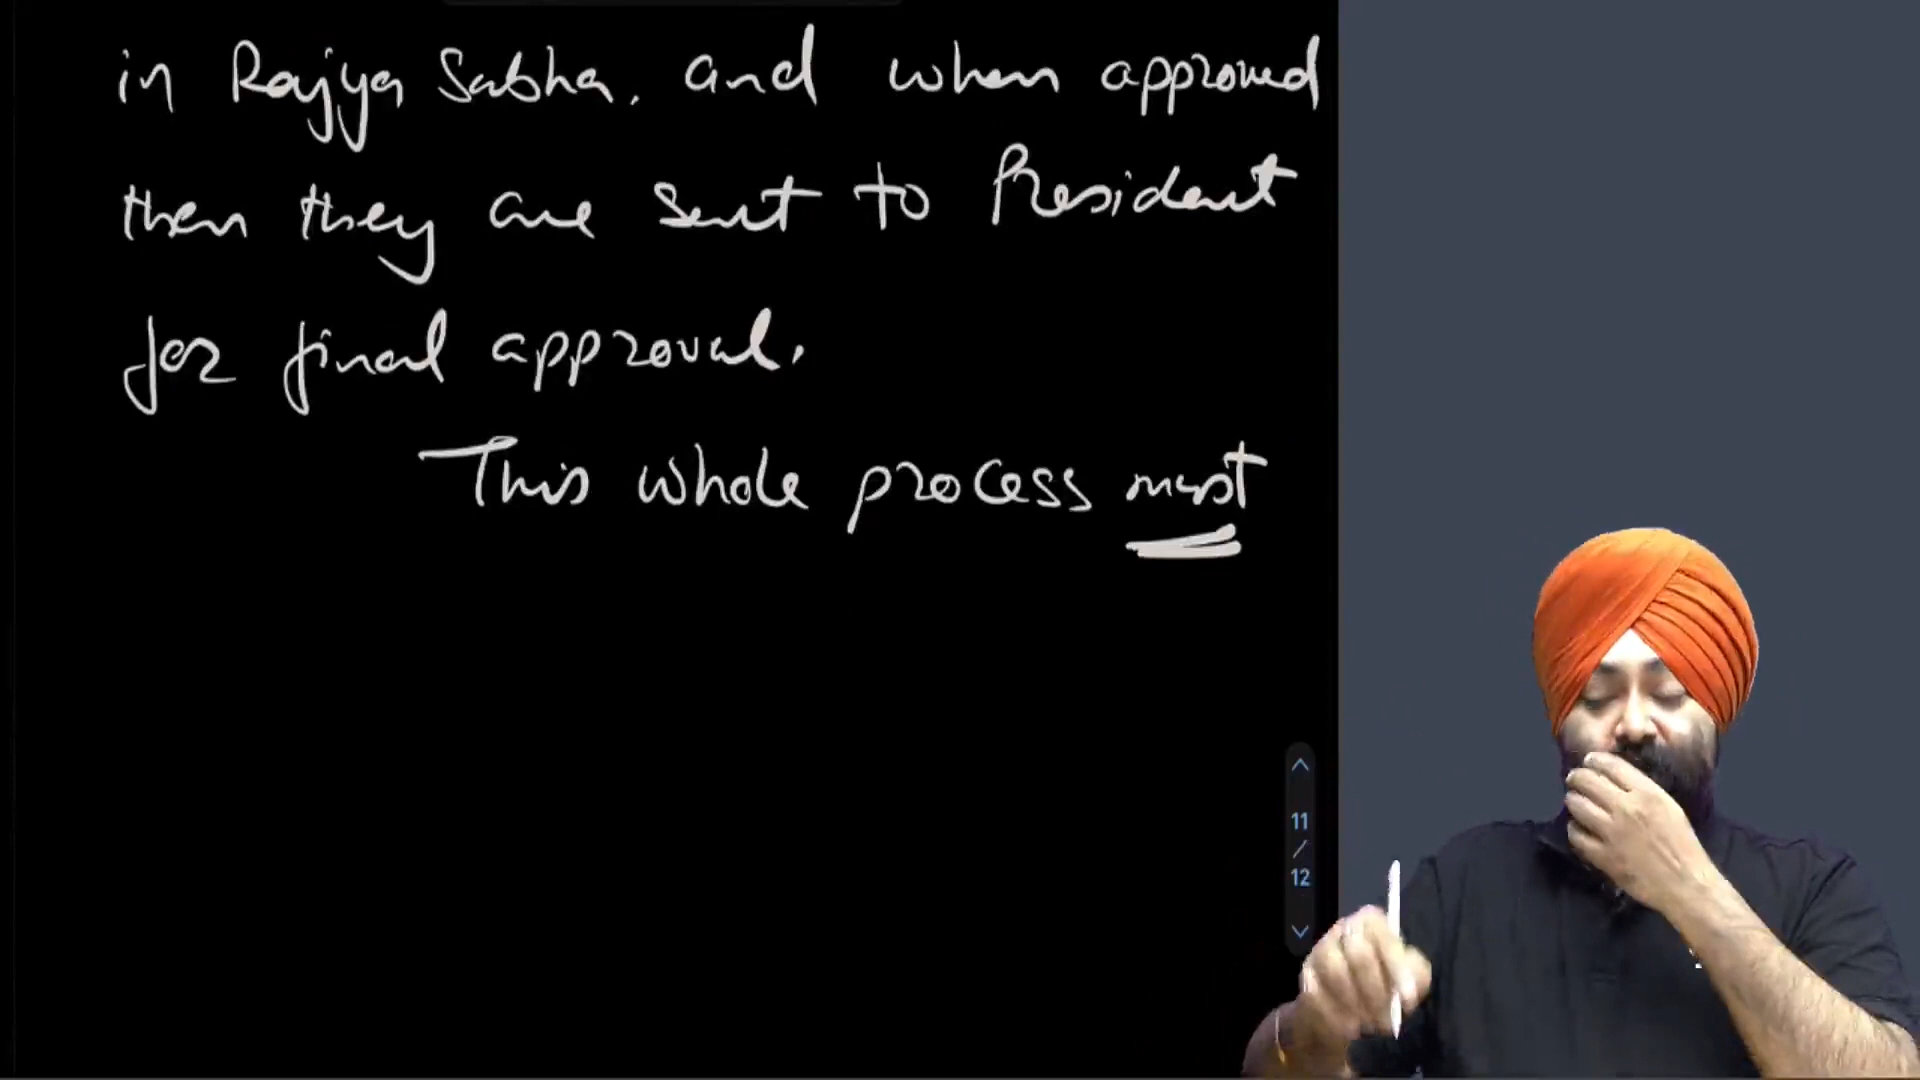 in Rajya Sabha. and when approved
then they are sent to President
for final approval.
This whole process must
11
/
12